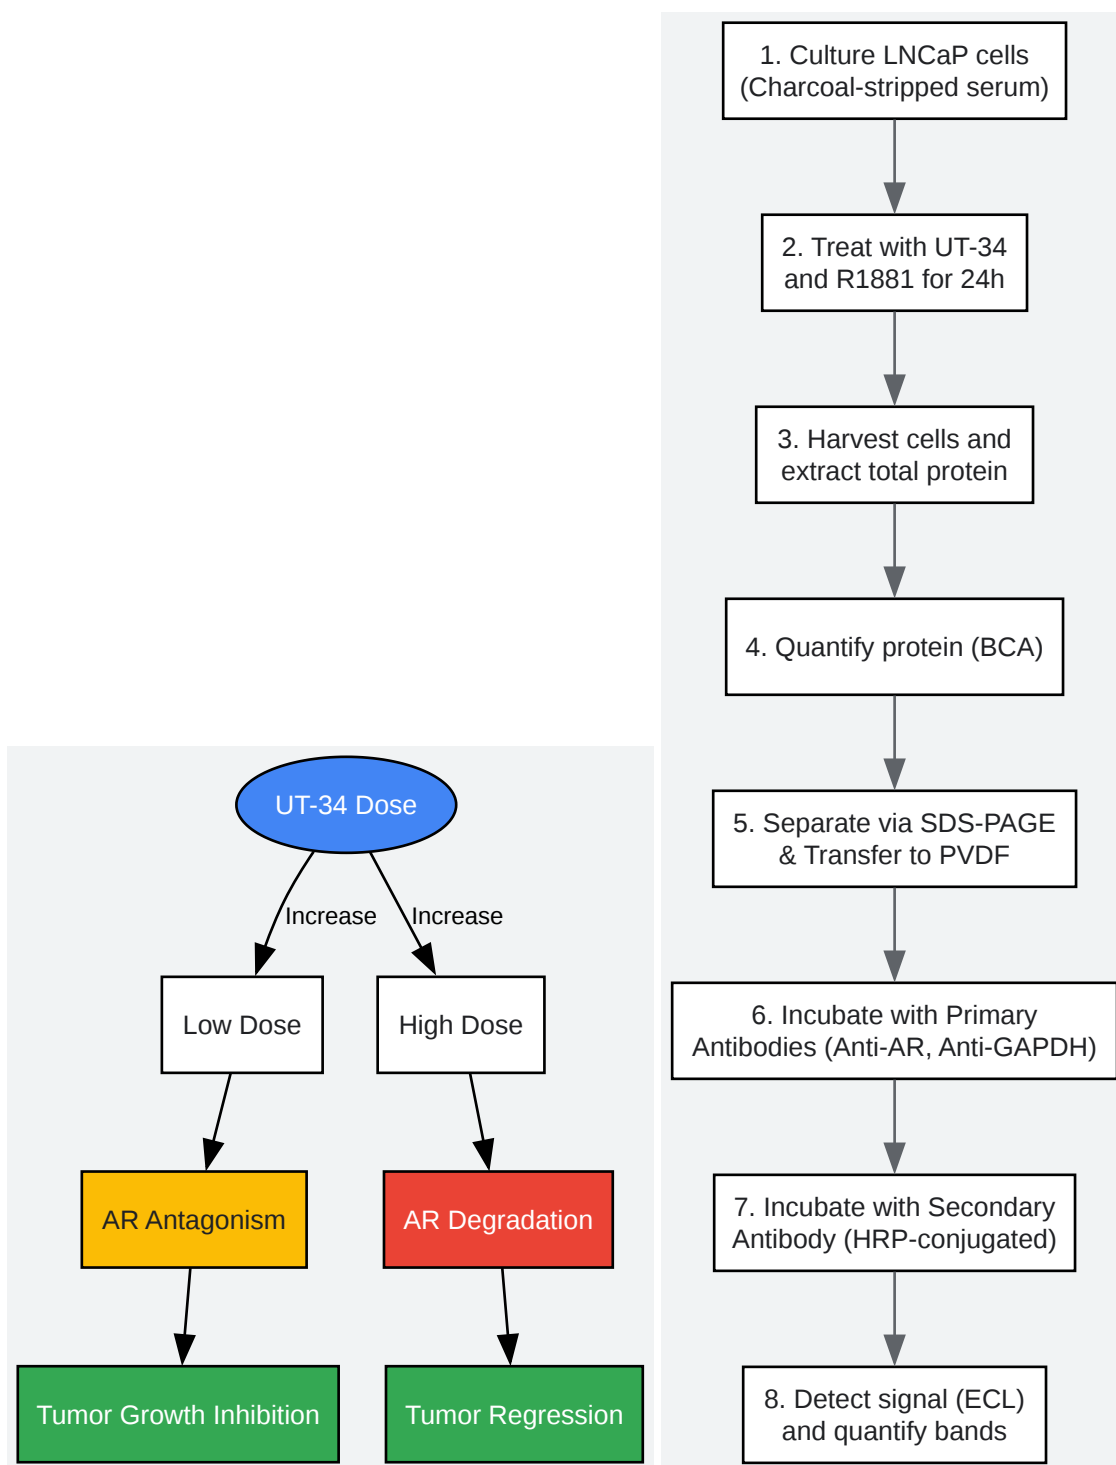 UT-34 Dose
Increase
Increase
Low Dose
High Dose
AR Antagonism
AR Degradation
Tumor Growth Inhibition
Tumor Regression
1. Culture LNCaP cells
(Charcoal-stripped serum)
2. Treat with UT-34
and R1881 for 24h
3. Harvest cells and
extract total protein
4. Quantify protein (BCA)
5. Separate via SDS-PAGE
& Transfer to PVDF
6. Incubate with Primary
Antibodies (Anti-AR, Anti-GAPDH)
7. Incubate with Secondary
Antibody (HRP-conjugated)
8. Detect signal (ECL)
and quantify bands